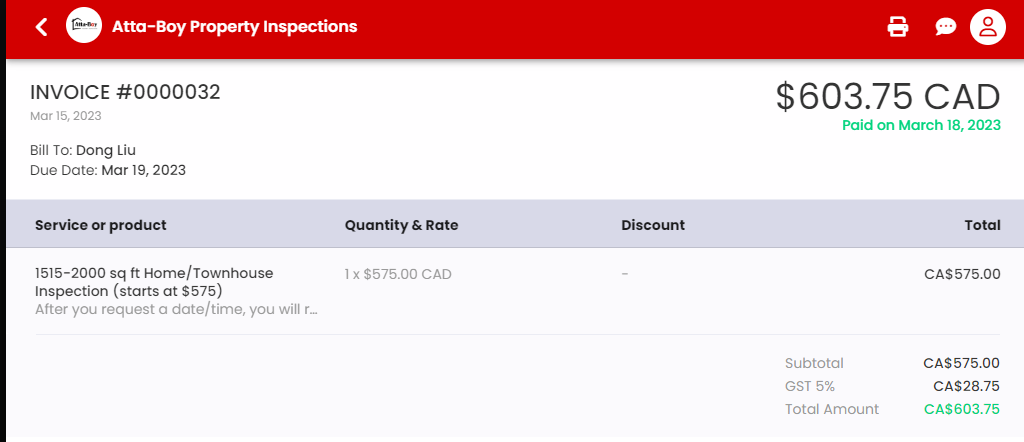 Atta-Boy
Atta-Boy Property Inspections
INVOICE #0000032
$603.75 CAD
Mar 15, 2023
Paid on March 18, 2023
Bill To: Dong Liu
Due Date: Mar 19, 2023
Service or product Quantity & Rate Discount Total
1515-2000 sq ft Home/Townhouse 1 x $575.00 CAD - CA$575.00
Inspection (starts at $575)
After you request a date/time, you will r...
Subtotal CA$575.00
GST 5% CA$28.75
Total Amount CA$603.75